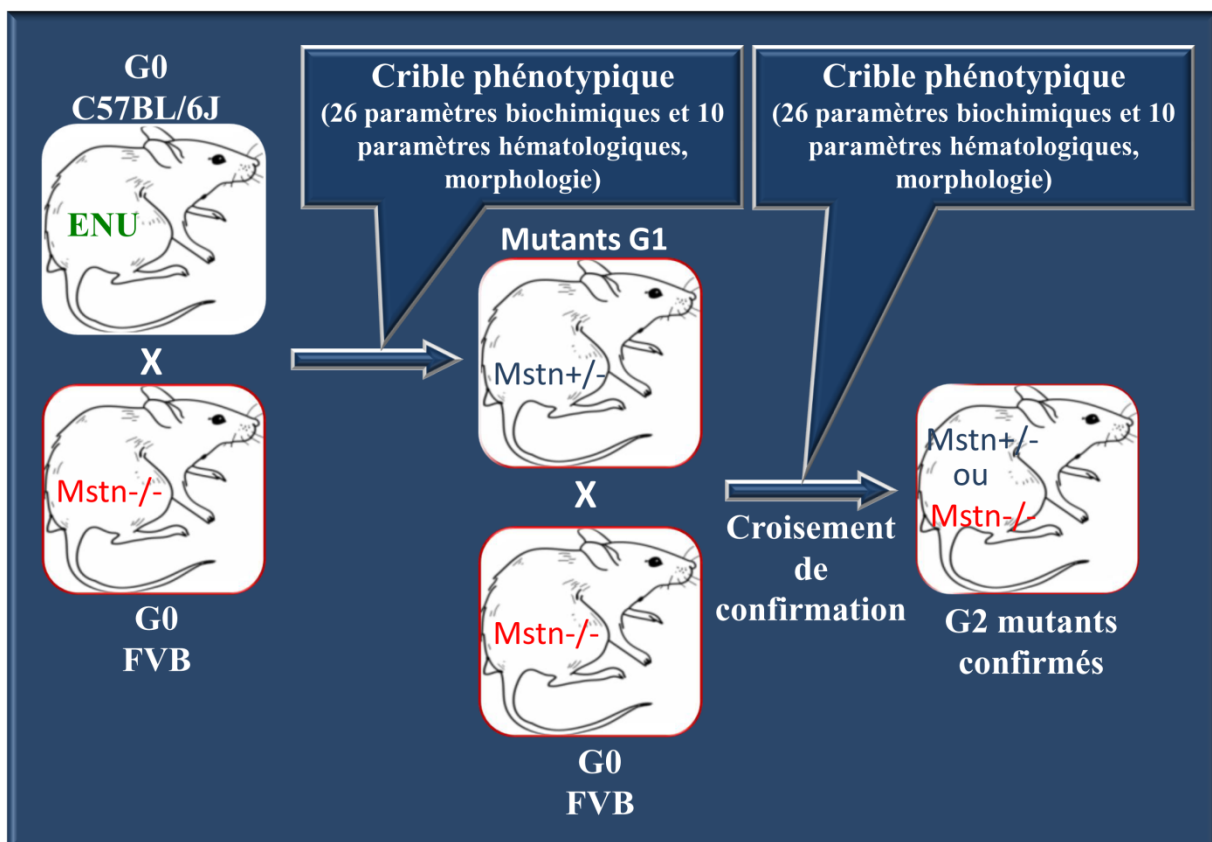 G0
C57BL/6J
ENU
X
Mstn-/-
G0
FVB
Crible phénotypique
(26 paramètres biochimiques et 10
paramètres hématologiques,
morphologie)
Mutants G1
Mstn+/-
X
Mstn-/-
G0
FVB
Crible phénotypique
(26 paramètres biochimiques et 10
paramètres hématologiques,
morphologie)
Croisement
de
confirmation
Mstn+/-
ou
Mstn-/-
G2 mutants
confirmés